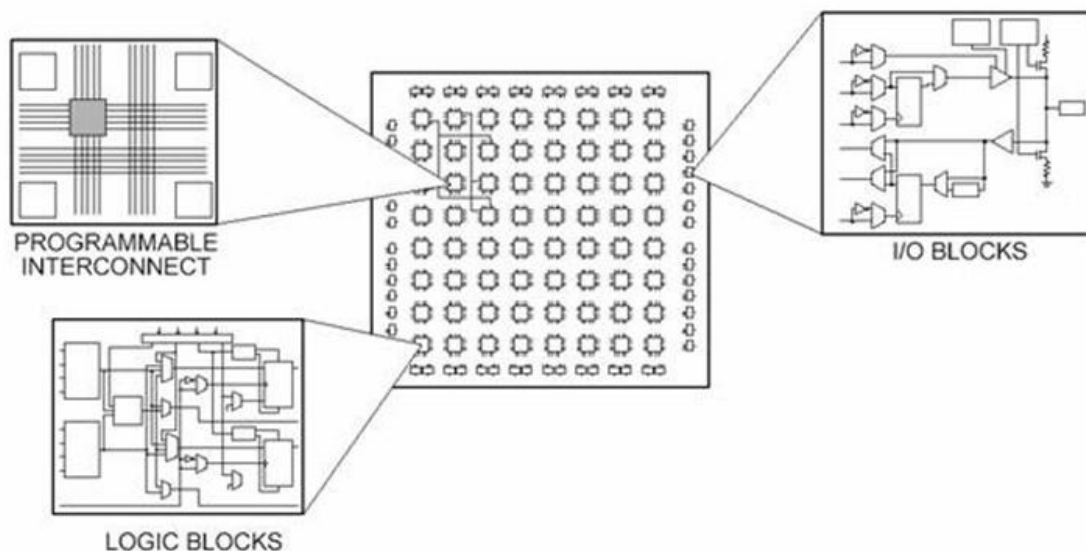 PROGRAMMABLE
INTERCONNECT
I/O BLOCKS
LOGIC BLOCKS